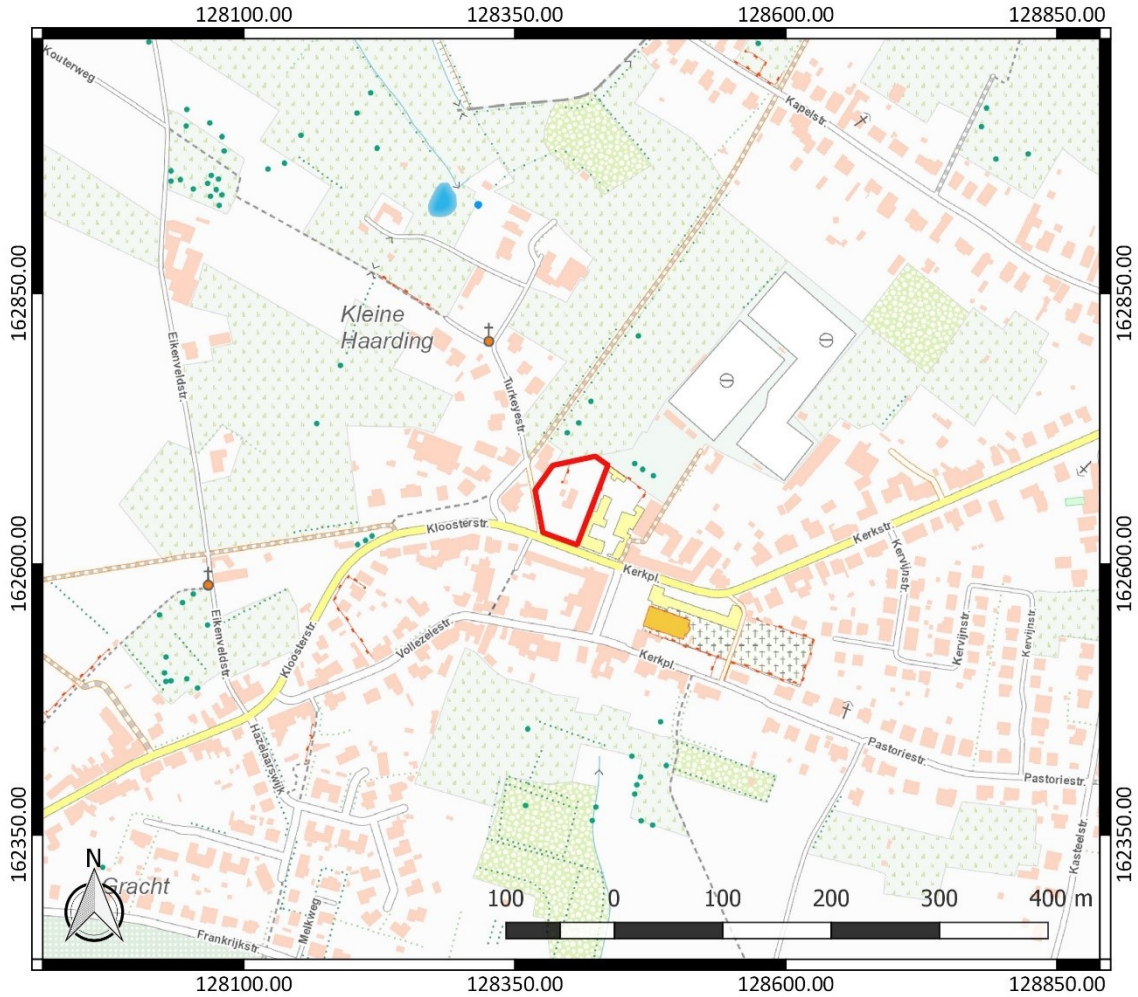 128100.00 128350.00 128600.00 128850.00
Kouterweg
Kapelstr.
162850.00
162850.00
Kleine
Haarding
Eikenveldstr.
Turkeyestr.
Kloosterstr.
Kerkstr.
162600.00
162600.00
Kerkpl.
Kervijnstr.
Eikenveldstr.
Kloosterstr.
Vollezelestr.
Kervijnstr.
Kervijnstr.
Kerkpl.
Hazelaarswijk
Pastoriestr.
Pastoriestr.
162350.00
162350.00
Kasteelstr.
N
Gracht
100 0 100 200 300 400 m
Melkweg
Frankrijkstr.
128100.00 128350.00 128600.00 128850.00